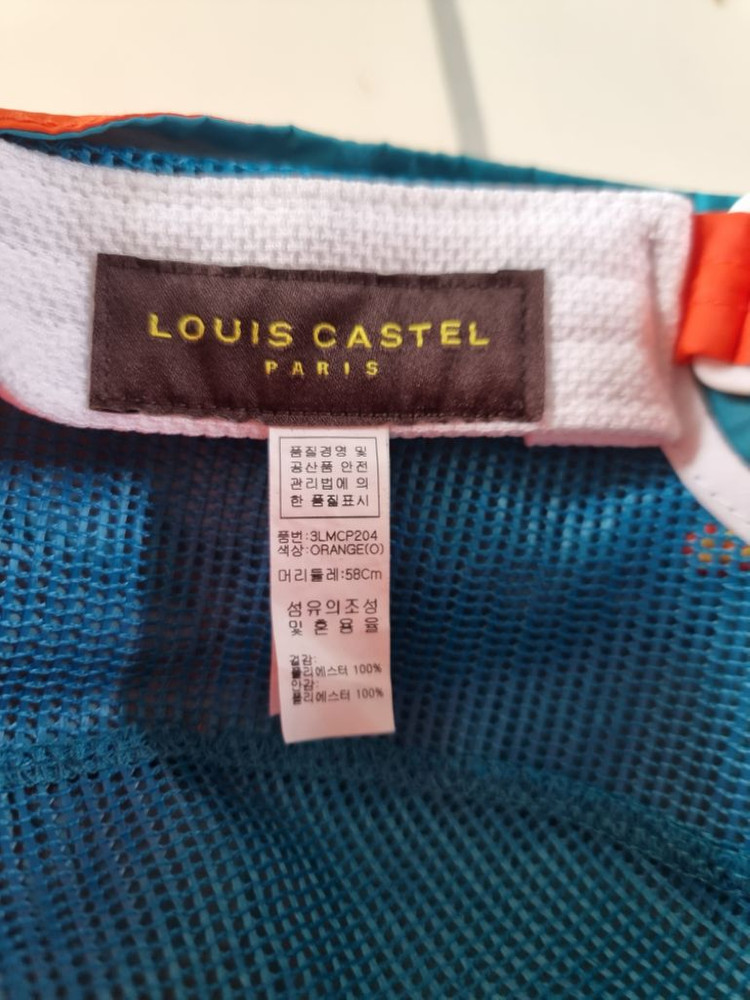 LOUIS CASTEL
PARIS
품질경영 및
공산품 안전
관리법에 의
한 품질표시
품번:3LMCP204
색상:ORANGE(O)
머리둘레:58Cm
섬유의조성
및 혼용율
겉감:
폴리에스터 100%
안감:
폴리에스터 100%